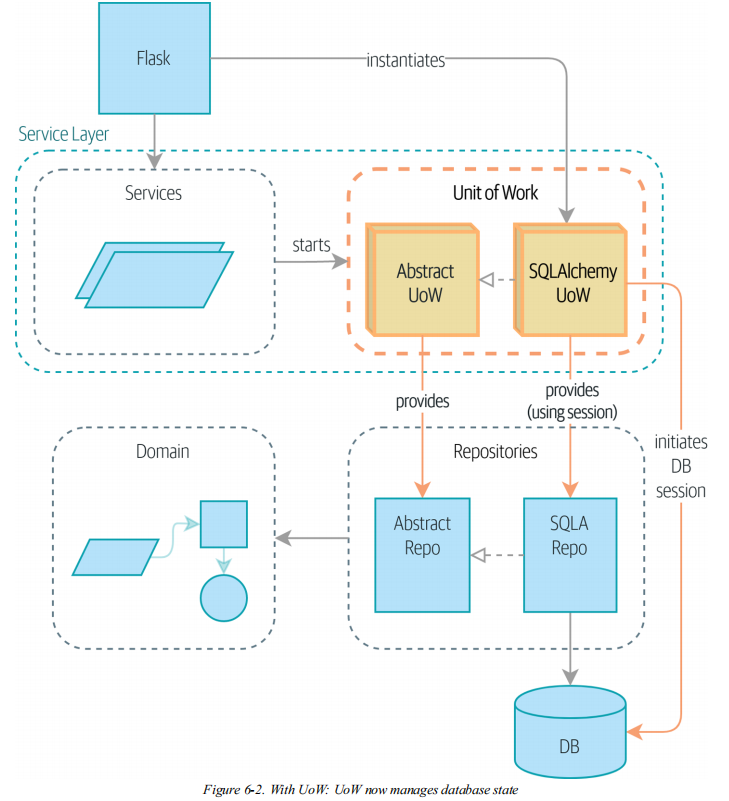 Flask
instantiates
Service Layer
Services
starts
Unit of Work
Abstract
UoW
SQLAlchemy
UoW
provides
provides
(using session)
initiates
DB
session
Domain
Repositories
Abstract
Repo
SQLA
Repo
DB
Figure 6-2. With UoW: UoW now manages database state